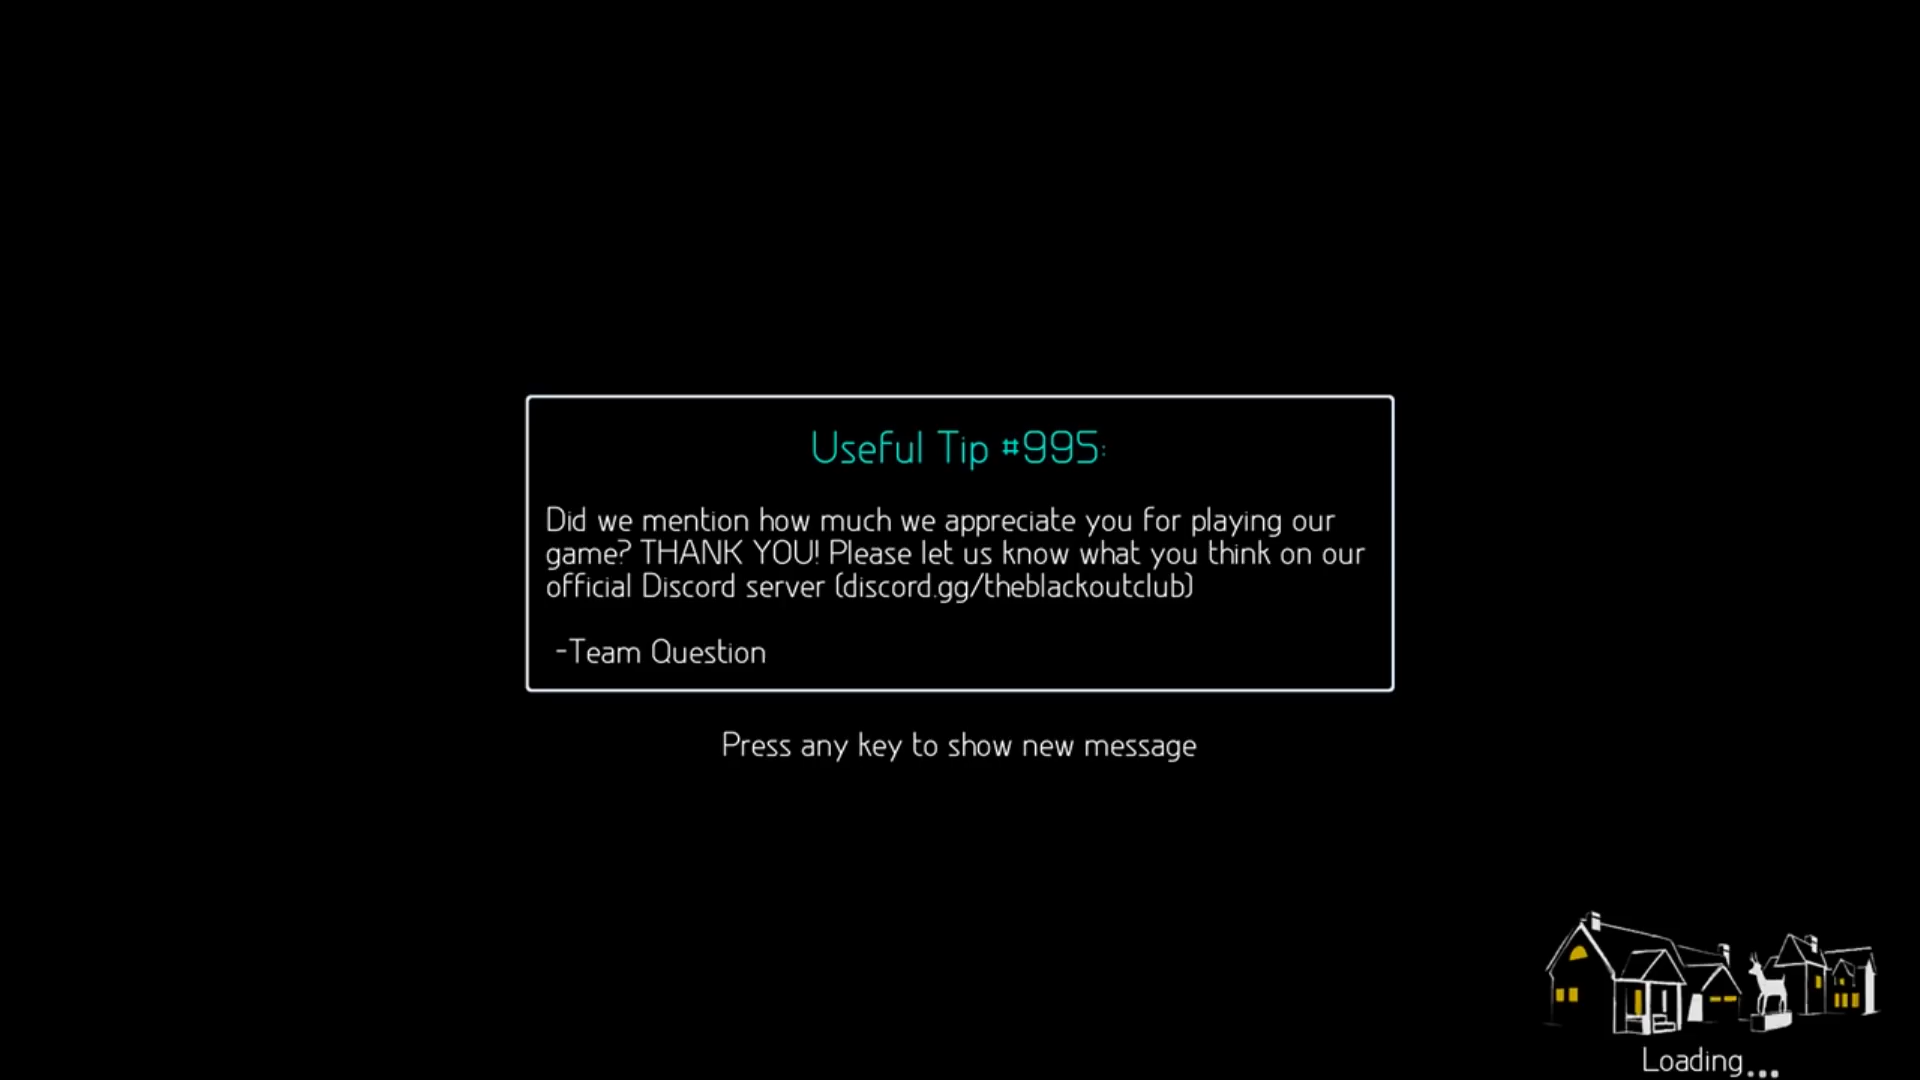 Useful Tip #995:
Did we mention how much we appreciate you for playing our
game? THANK YOU! Please let us know what you think on our
official Discord server (discord.gg/theblackoutclub)
-Team Question
Press any key to show new message
Loading...